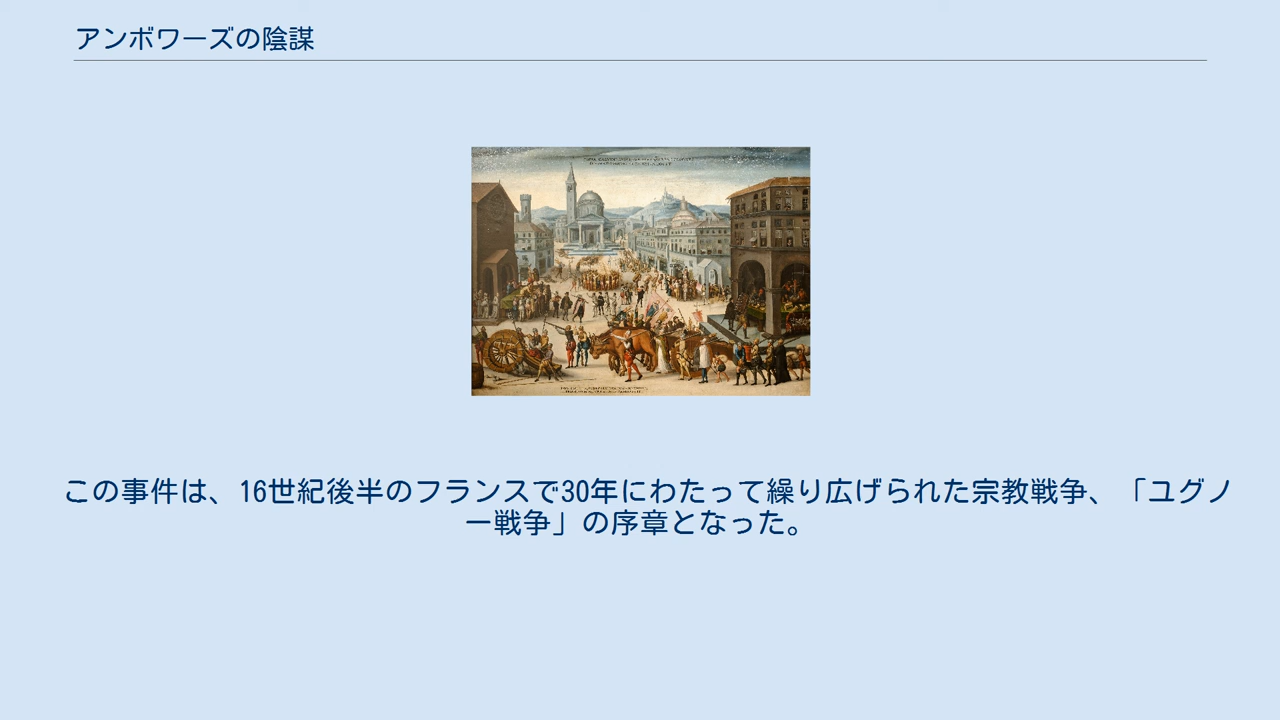 アンボワーズの陰謀
この事件は、16世紀後半のフランスで30年にわたって繰り広げられた宗教戦争、「ユグノ
ー戦争」の序章となった。